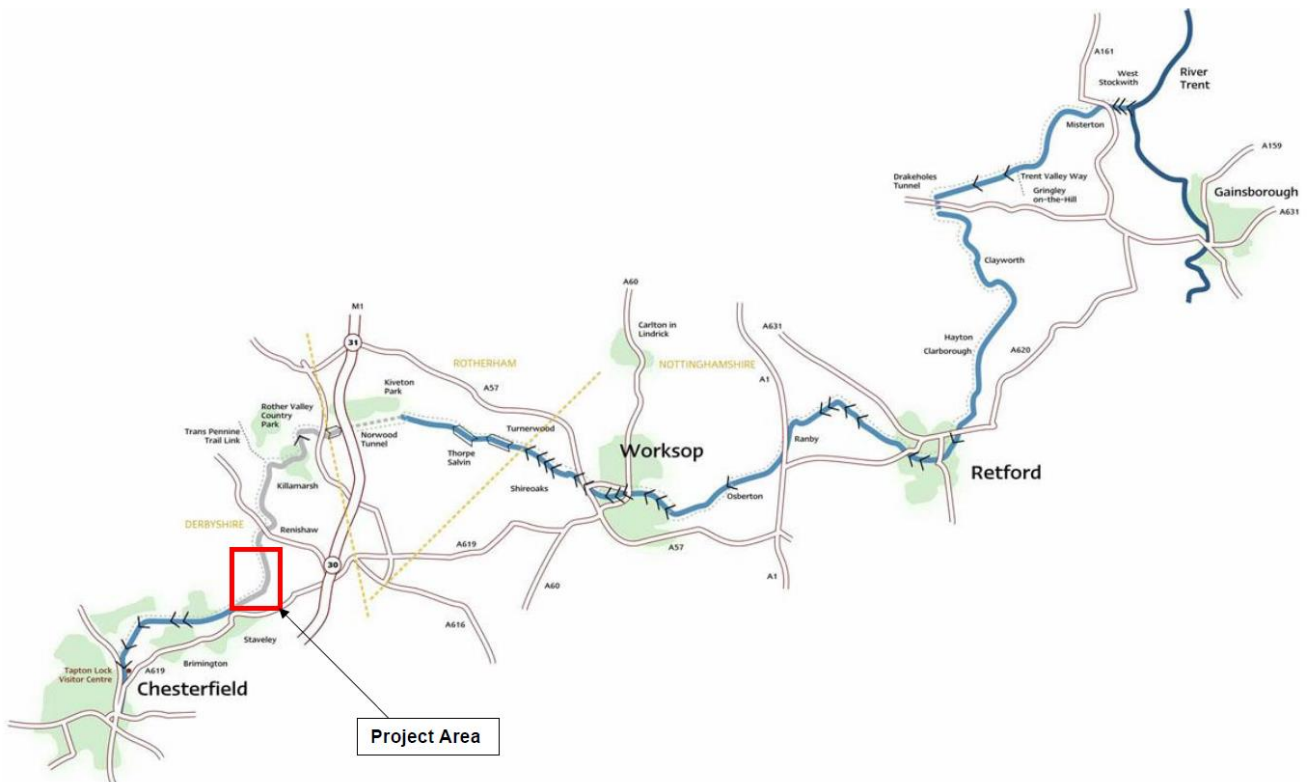 A161
West
Stockwith
River
Trent
Misterton
A159
Drakeholes
Tunnel
Trent Valley Way
Gringley
on-the-Hill
Gainsborough
A631
Clayworth
A60
M1
Carlton in
Lindrick
A631
Hayton
Clarborough
A620
31
ROTHERHAM
NOTTINGHAMSHIRE
A1
Kiveton
Park
A57
Rother Valley
Country
Park
Trans Pennine
Trail Link
Norwood
Tunnel
Turnerwood
Thorpe
Salvin
Worksop
Ranby
Retford
Killamarsh
Shireoaks
Osberton
DERBYSHIRE
Renishaw
A619
A57
30
A60
A1
A616
Staveley
Brimington
Tapton Lock
Visitor Centre
A619
Chesterfield
Project Area